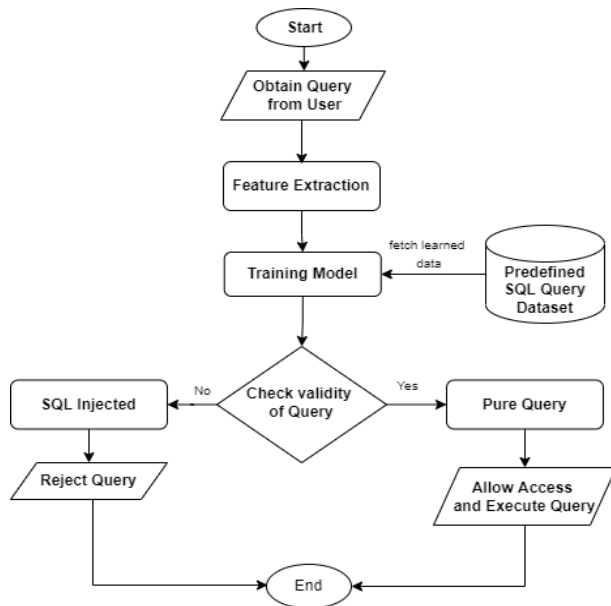 Start
Obtain Query
from User
Feature Extraction
fetch learned
data
Training Model
Predefined
SQL Query
Dataset
No
Check validity
of Query
Yes
SQL Injected
Pure Query
Reject Query
Allow Access
and Execute Query
End